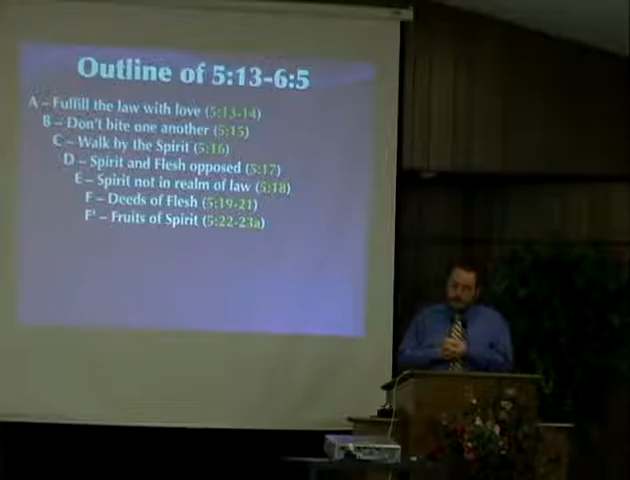 Outline of 5:13-6:5
A – Fulfill the law with love (5:13-14)
B – Don't bite one another (5:15)
C – Walk by the Spirit (5:16)
D – Spirit and Flesh opposed (5:17)
E – Spirit not in realm of law (5:18)
F – Deeds of Flesh (5:19-21)
F' – Fruits of Spirit (5:22-23a)